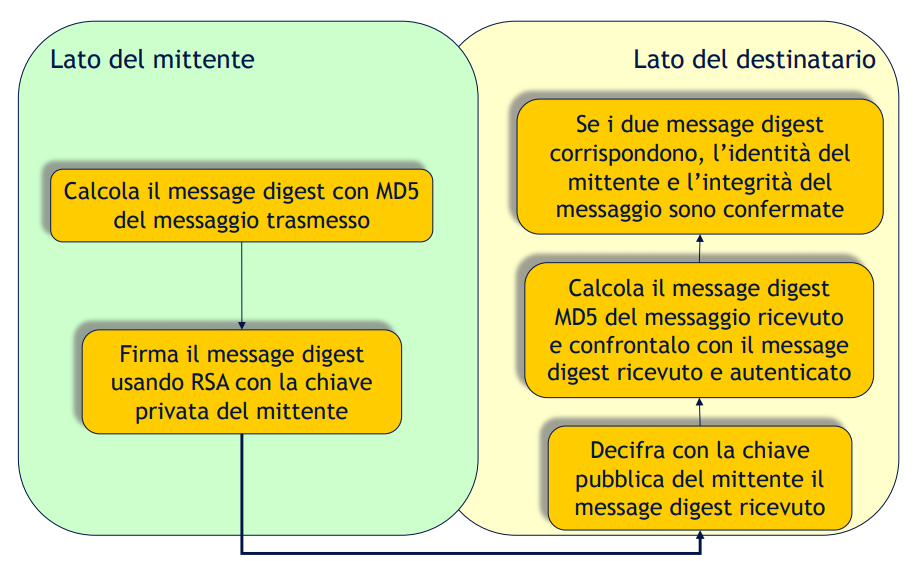 Lato del mittente
Calcola il message digest con MD5
del messaggio trasmesso
Firma il message digest
usando RSA con la chiave
privata del mittente
Lato del destinatario
Se i due message digest
corrispondono, l’identità del
mittente e l’integrità del
messaggio sono confermate
Calcola il message digest
MD5 del messaggio ricevuto
e confrontalo con il message
digest ricevuto e autenticato
Decifra con la chiave
pubblica del mittente il
message digest ricevuto